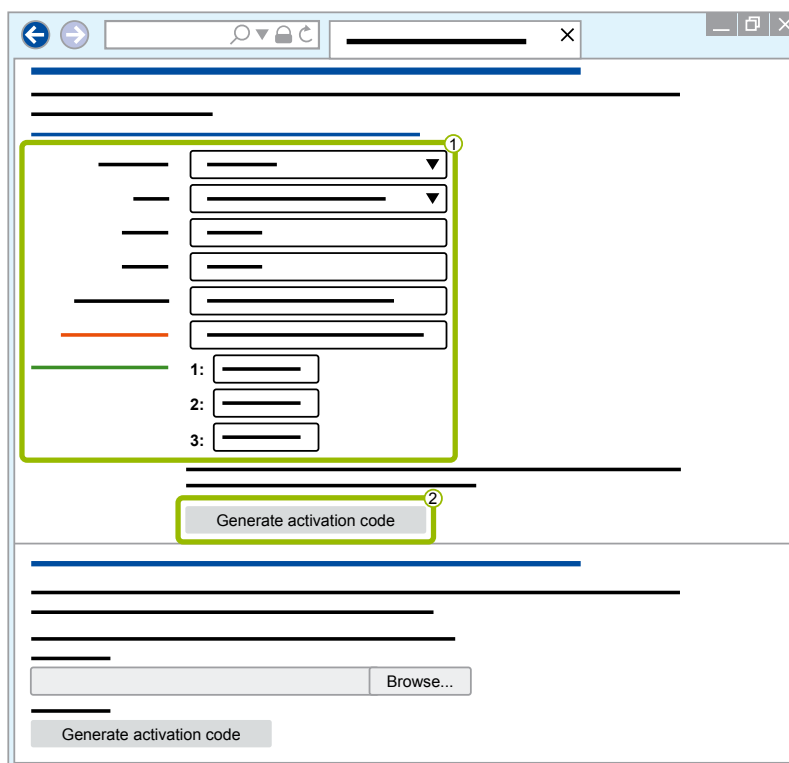 1
1:
2:
3:
2
Generate activation code
Browse...
Generate activation code